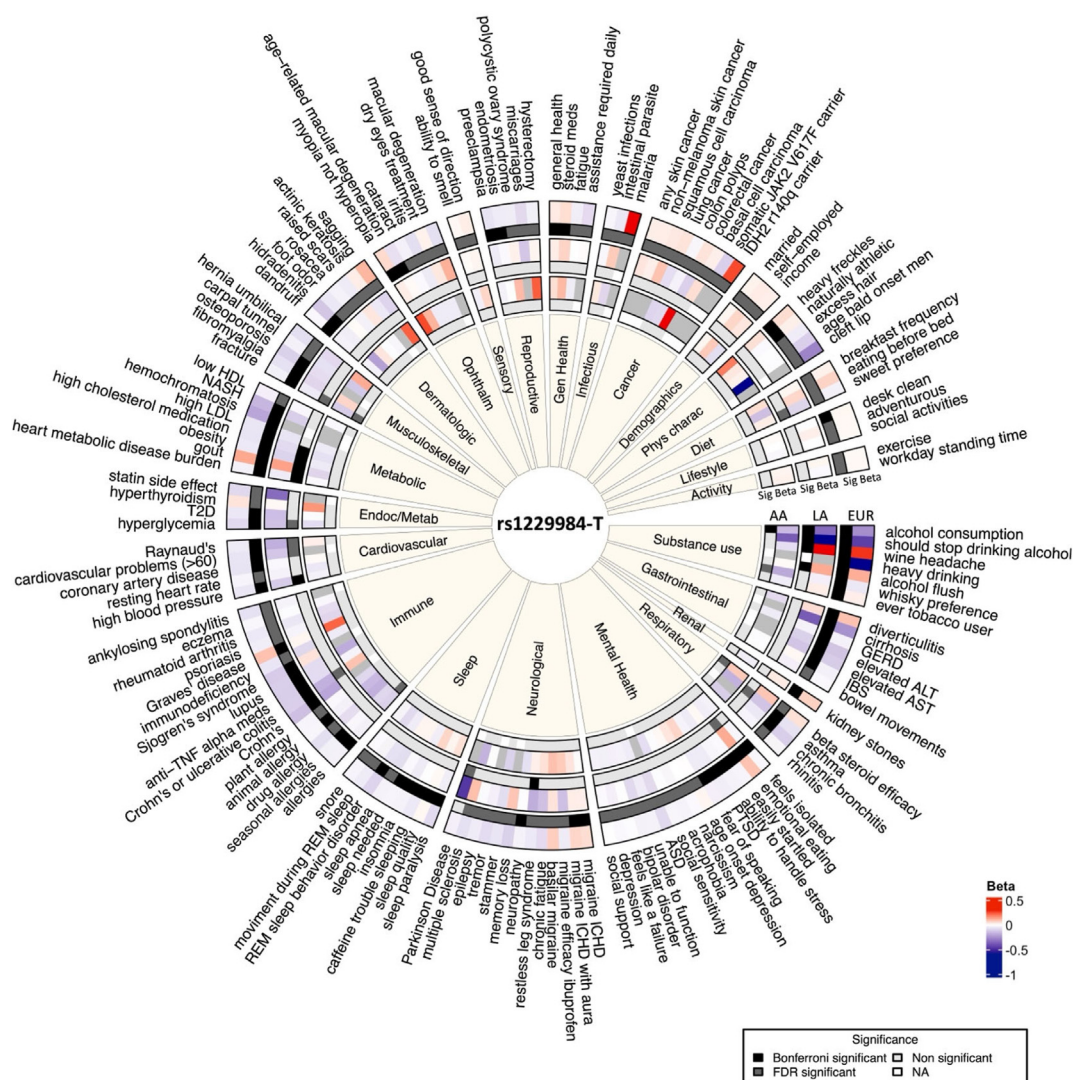 polycystic ovary syndrome
miscarriages
hysterectomy
endometriosis
preeclampsia
good sense of direction
ability to smell
age-related macular degeneration
macular degeneration
dry eyes treatment
iritis
cataract
myopia not hyperopia
sagging
actinic keratosis
raised scars
rosacea
foot odor
hidradenitis
dandruff
hernia umbilical
carpal tunnel
osteoporosis
fibromyalgia
fracture
low HDL
NASH
hemochromatosis
high LDL
high cholesterol medication
obesity
gout
heart metabolic disease burden
statin side effect
hyperthyroidism
T2D
hyperglycemia
Raynaud's
cardiovascular problems (>60)
coronary artery disease
resting heart rate
high blood pressure
ankylosing spondylitis
eczema
rheumatoid arthritis
psoriasis
Graves' disease
immunodeficiency
Sjogren's syndrome
lupus
anti-TNF alpha meds
Crohn's
Crohn's or ulcerative colitis
plant allergy
animal allergy
drug allergy
seasonal allergies
allergies
snore
moviment during REM sleep
REM sleep behavior disorder
sleep apnea
sleep needed
insomnia
caffeine trouble sleeping
sleep quality
sleep paralysis
Parkinson Disease
multiple sclerosis
epilepsy
tremor
stammer
memory loss
neuropathy
restless leg syndrome
chronic fatigue
basilar migraine
migraine efficacy ibuprofen
migraine ICHD with aura
migraine ICHD
social support
depression
feels like a failure
bipolar disorder
unable to function
ASD
social sensitivity
acrophobia
narcissism
age onset depression
fear of speaking
PTSD
ability to handle stress
easily startled
emotional eating
feels isolated
rhinitis
chronic bronchitis
asthma
beta steroid efficacy
kidney stones
bowel movements
IBS
elevated AST
elevated ALT
GERD
cirrhosis
diverticulitis
ever tobacco user
whisky preference
alcohol flush
heavy drinking
wine headache
should stop drinking alcohol
alcohol consumption
AA LA EUR
Sig Beta Sig Beta Sig Beta
workday standing time
exercise
social activities
adventurous
desk clean
sweet preference
eating before bed
breakfast frequency
cleft lip
age bald onset men
excess hair
naturally athletic
heavy freckles
income
self-employed
married
IDH2 r140q carrier
somatic JAK2 V617F carrier
basal cell carcinoma
colorectal cancer
colon polyps
lung cancer
squamous cell carcinoma
non-melanoma skin cancer
any skin cancer
malaria
intestinal parasite
yeast infections
assistance required daily
fatigue
steroid meds
general health
rs1229984-T
Gen Health
Infectious
Cancer
Demographics
Phys charac
Diet
Lifestyle
Activity
Substance use
Gastrointestinal
Renal
Respiratory
Mental Health
Neurological
Sleep
Immune
Cardiovascular
Endoc/Metab
Metabolic
Musculoskeletal
Dermatologic
Ophthalm
Sensory
Reproductive
Beta
0.5
0
-0.5
-1
Significance
Bonferroni significant
Non significant
FDR significant
NA